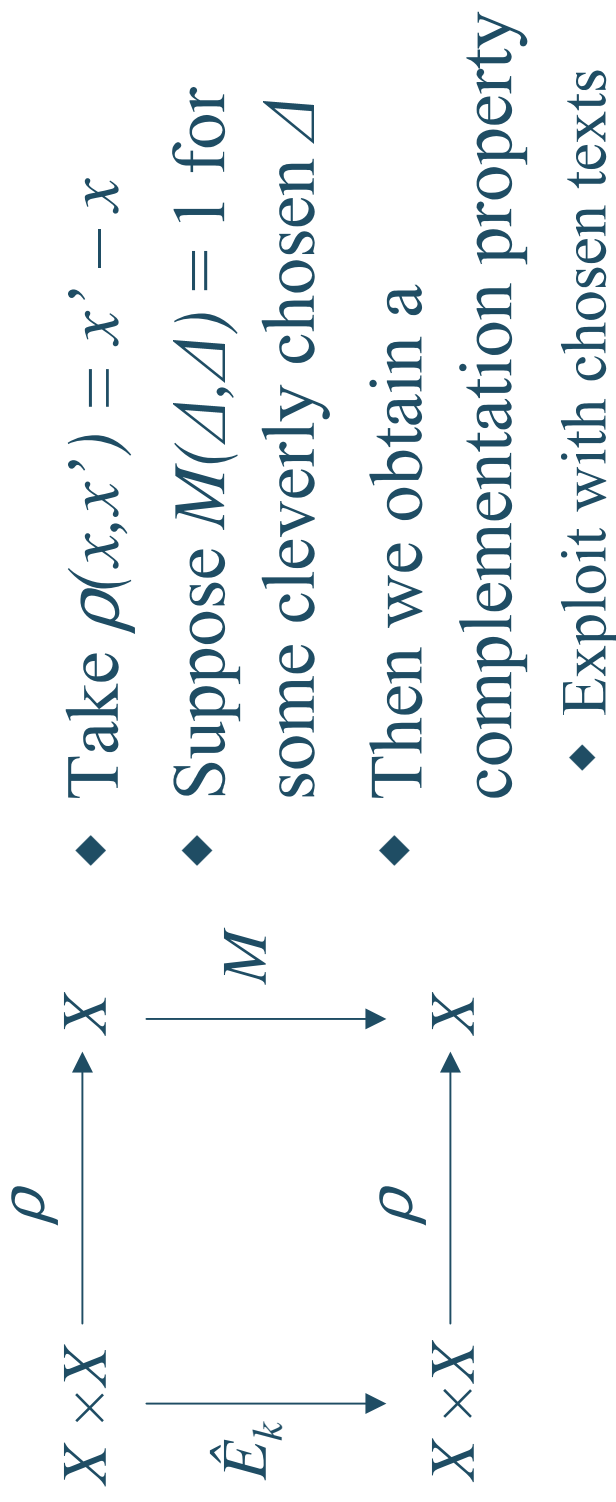 ρ
X ×X X
Ê_k M
ρ
X ×X X
◆ Take ρ(x,x’) = x’ – x
◆ Suppose M(Δ,Δ) = 1 for
some cleverly chosen Δ
◆ Then we obtain a
complementation property
◆ Exploit with chosen texts